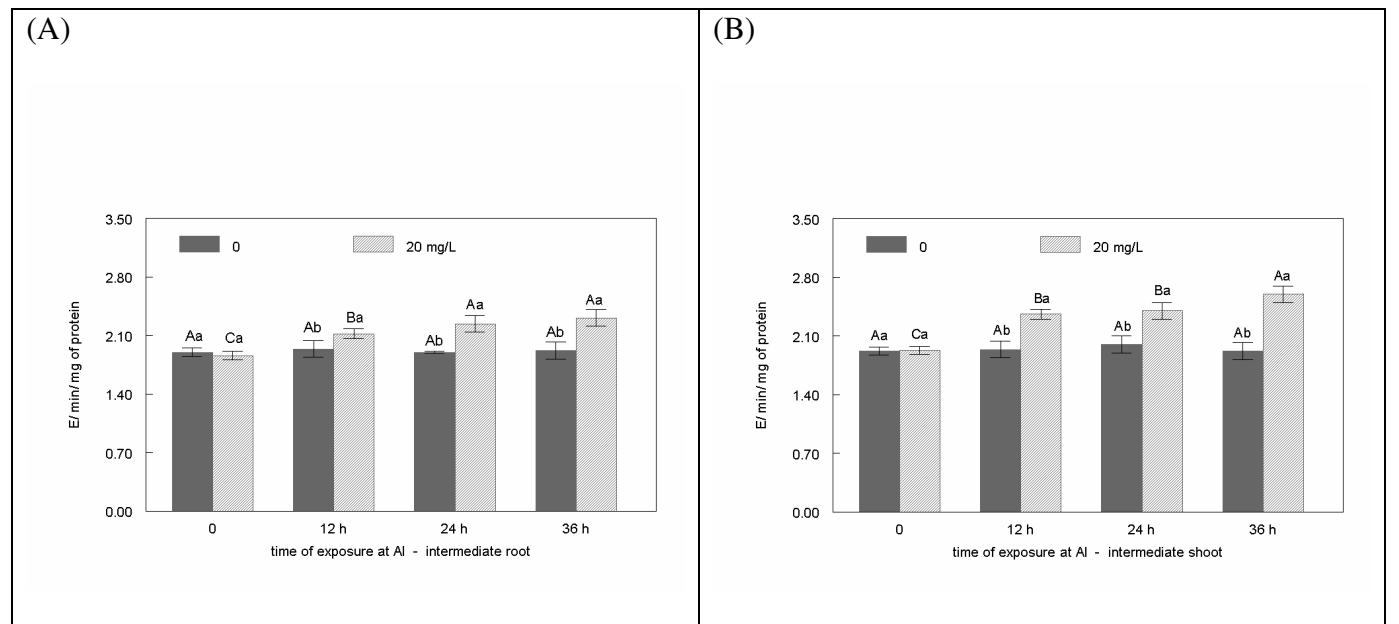 (A)
3.50
2.80
2.10
1.40
0.70
0.00
E/ min/ mg of protein
0
20 mg/L
Aa
Ca
Ab
Ba
Ab
Aa
Ab
Aa
0
12 h
24 h
36 h
time of exposure at Al - intermediate root
(B)
3.50
2.80
2.10
1.40
0.70
0.00
E/ min/ mg of protein
0
20 mg/L
Aa
Ca
Ab
Ba
Ab
Ba
Ab
Aa
0
12 h
24 h
36 h
time of exposure at Al - intermediate shoot